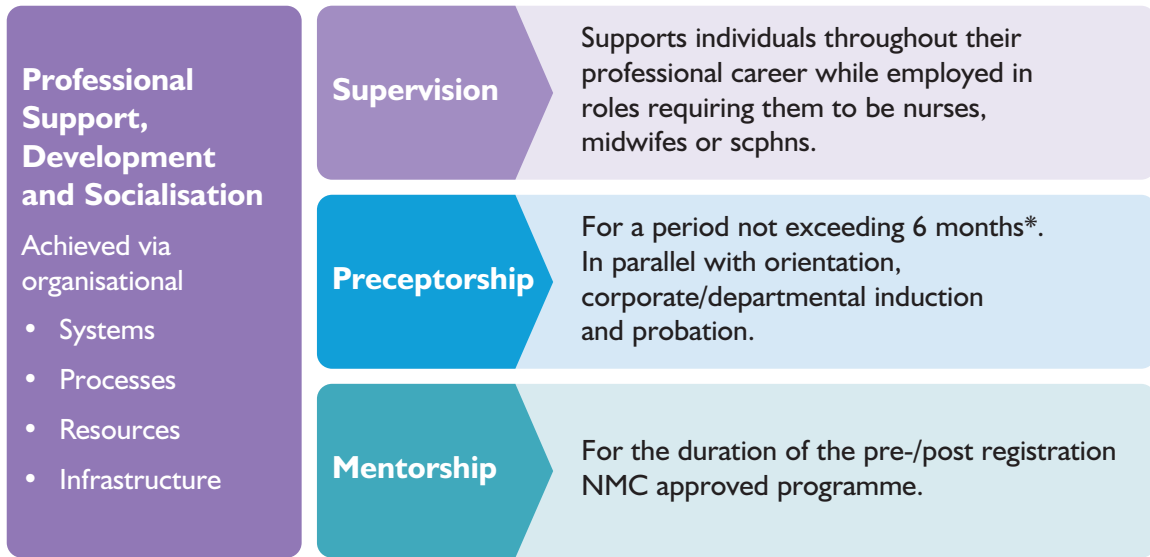 Professional
Support,
Development
and Socialisation
Achieved via
organisational
• Systems
• Processes
• Resources
• Infrastructure
Supervision
Supports individuals throughout their
professional career while employed in
roles requiring them to be nurses,
midwifes or scphns.
Preceptorship
For a period not exceeding 6 months*.
In parallel with orientation,
corporate/departmental induction
and probation.
Mentorship
For the duration of the pre-/post registration
NMC approved programme.